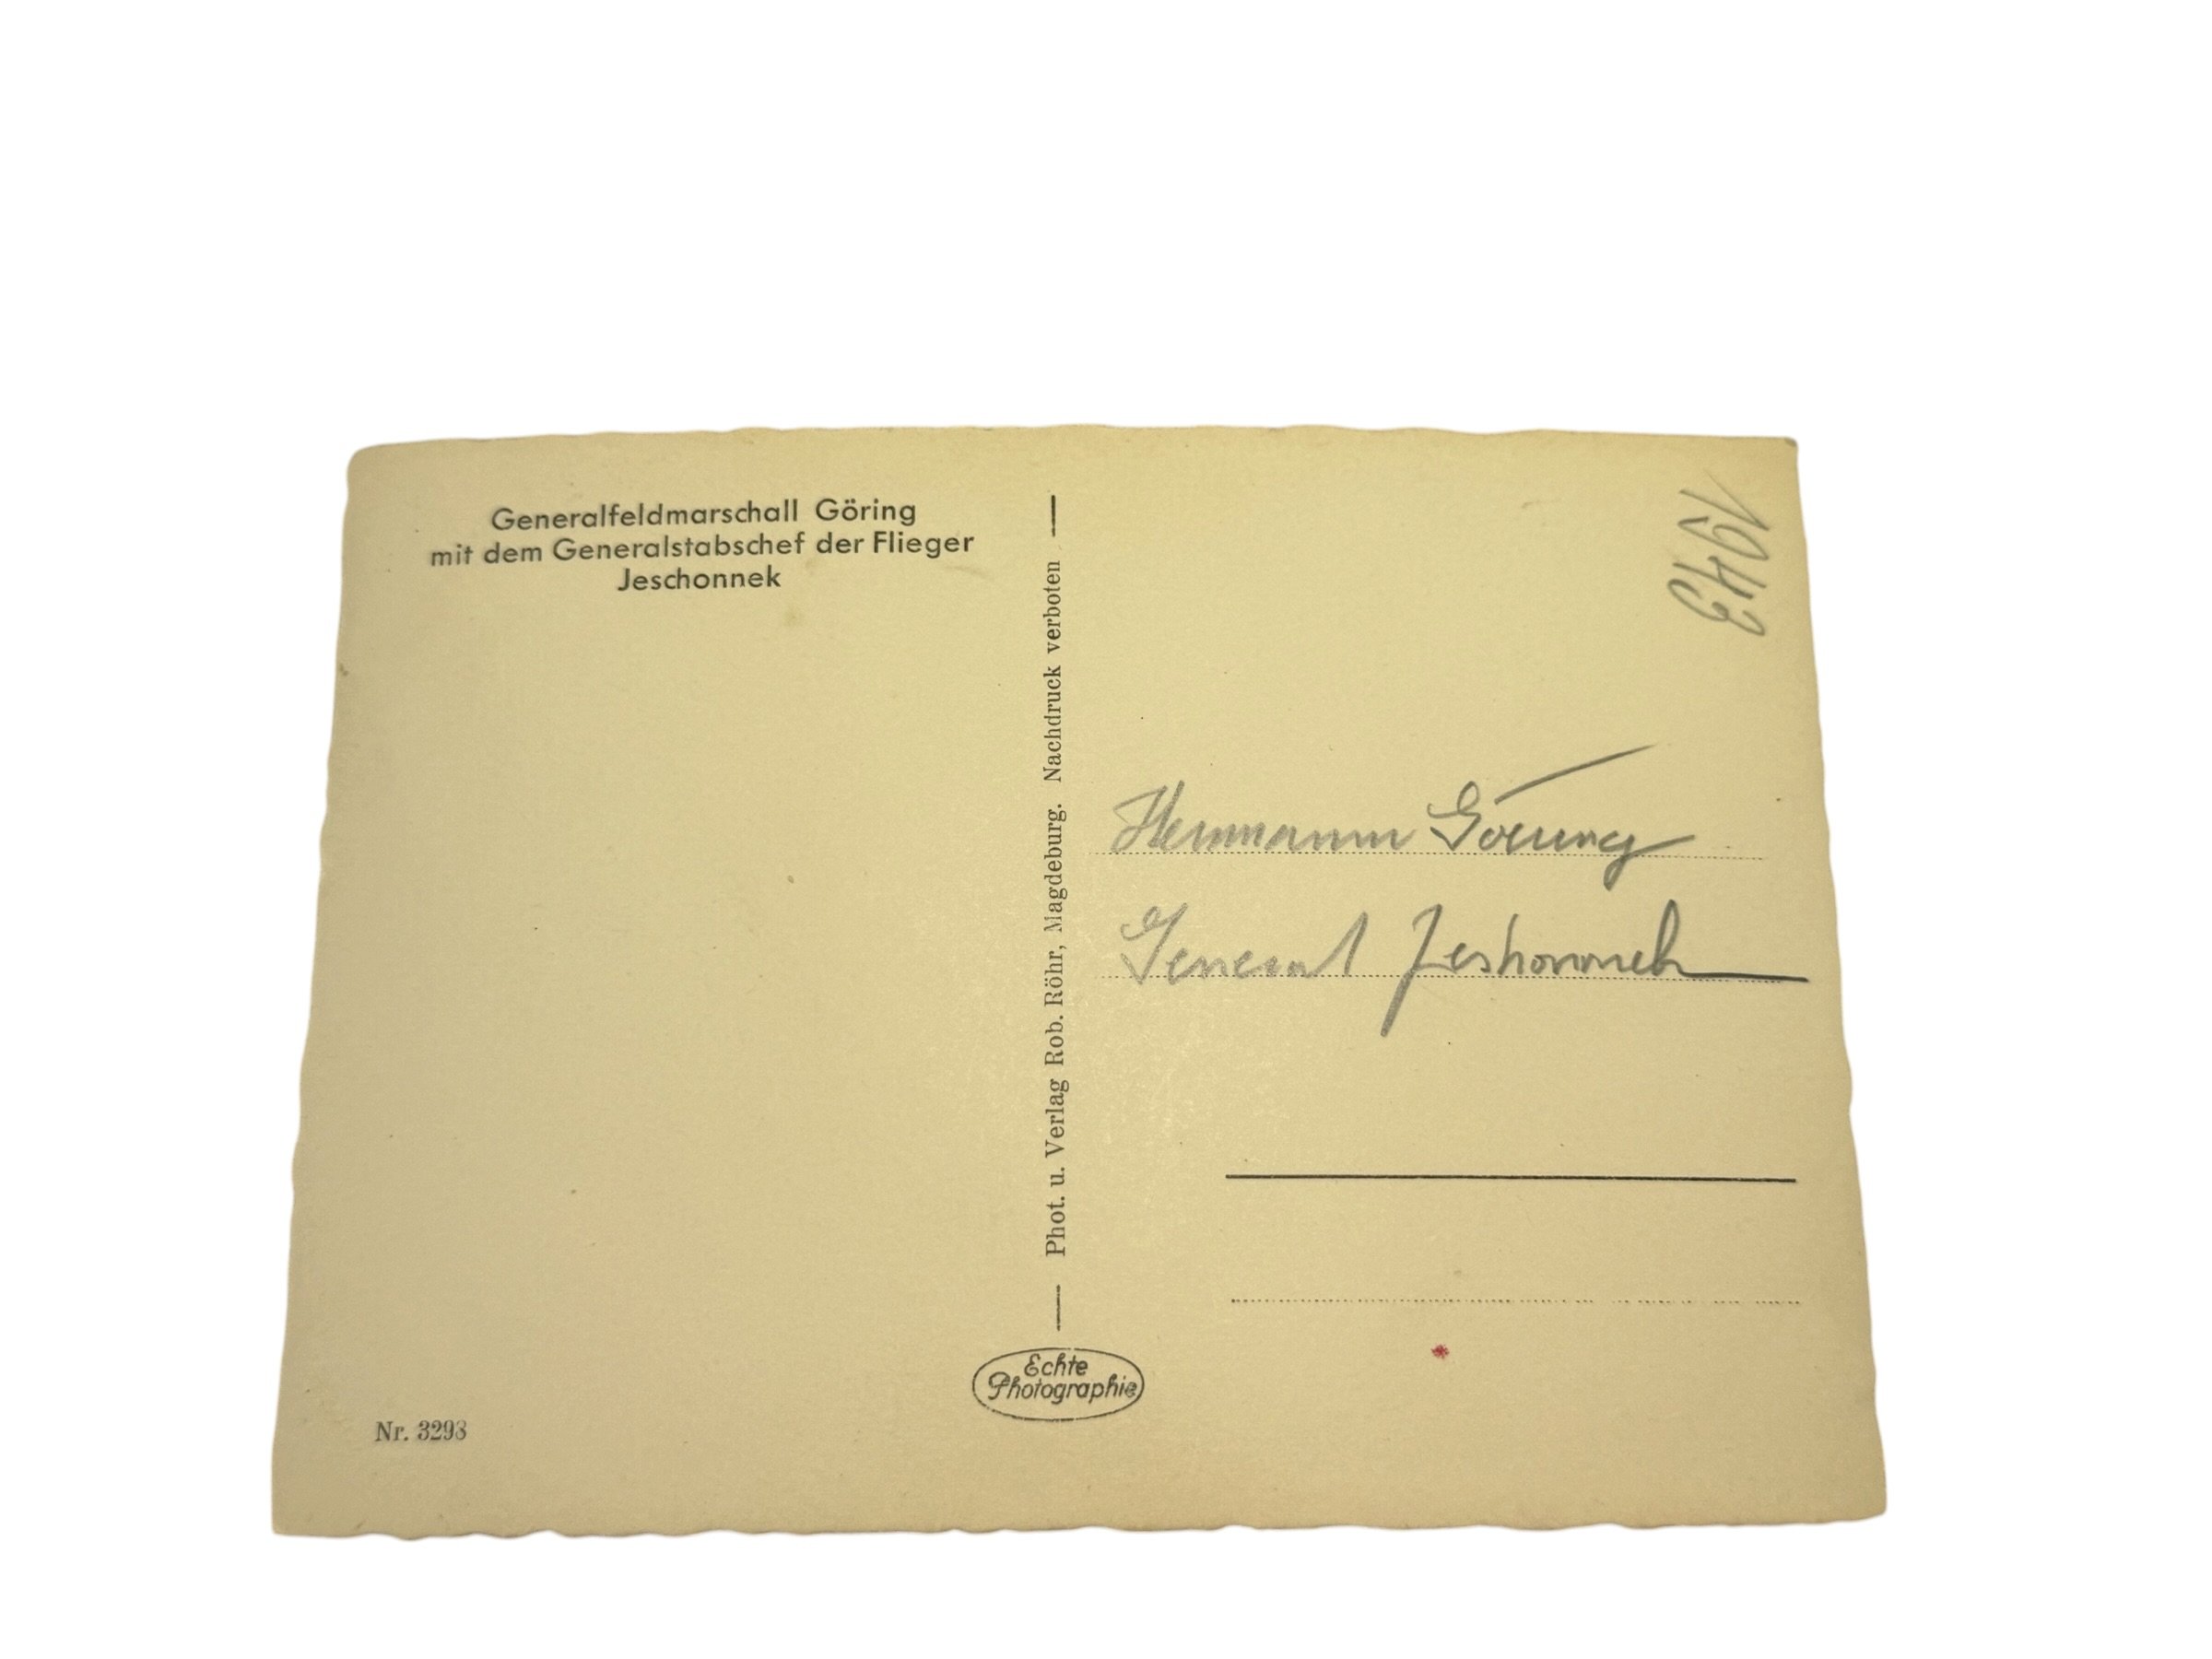 Generalfeldmarschall Göring
mit dem Generalstabschef der Flieger
Jeschonnek
Phot. u. Verlag Rob. Röhr, Magdeburg. Nachdruck verboten
1943
Hermann Göring
General Jeshonnek
Echte
Photographie
Nr. 3293